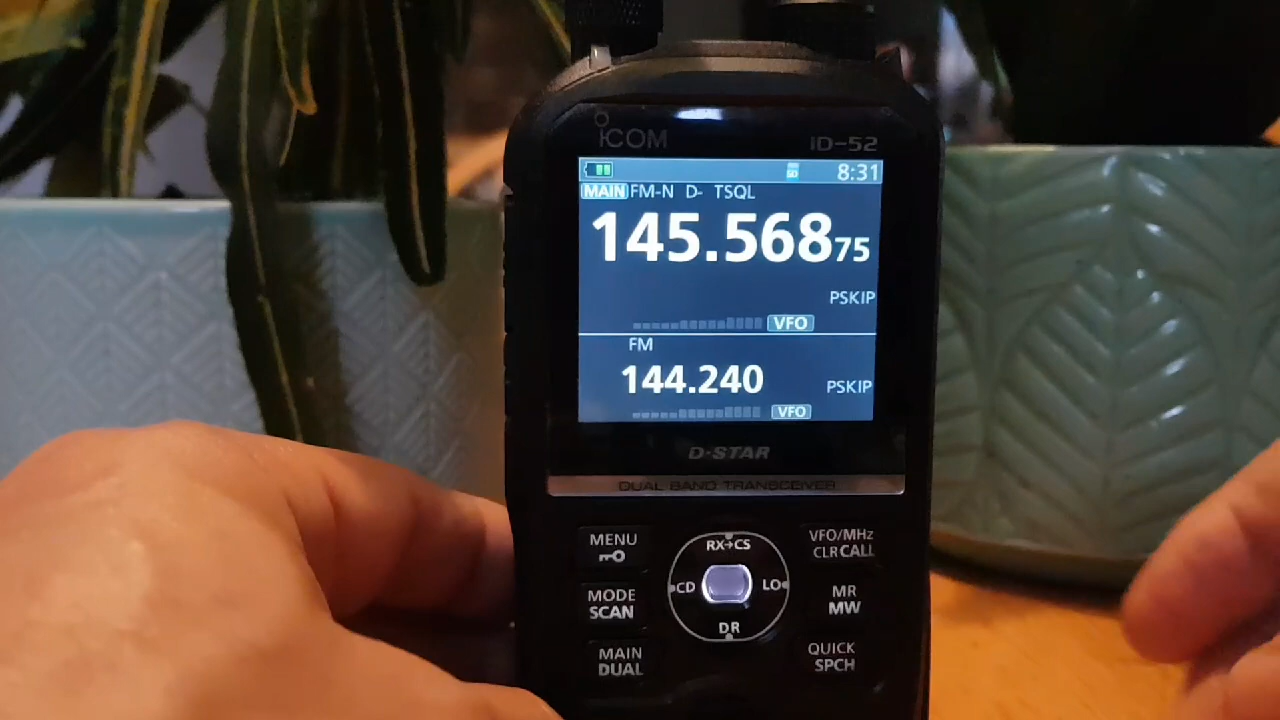 iCOM ID-52
SD 8:31
MAIN FM-N D- TSQL
145.56875
PSKIP
VFO
FM
144.240
PSKIP
VFO
D-STAR
DUAL BAND TRANSCEIVER
MENU
RX→CS
VFO/MHz
CLR CALL
MODE
SCAN
CD
LO
MR
MW
DR
MAIN
DUAL
QUICK
SPCH